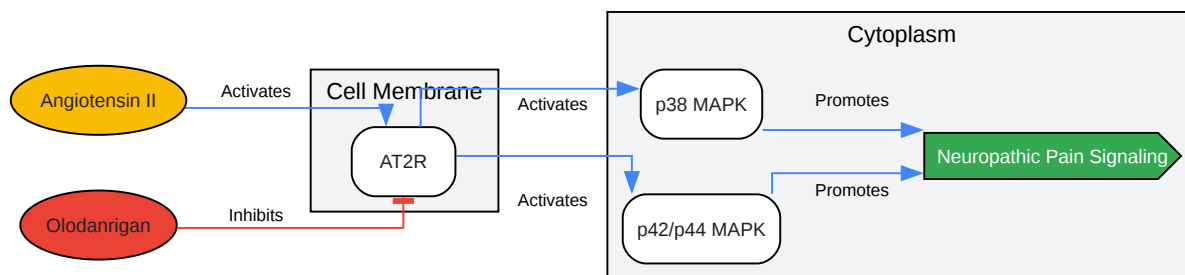 Cytoplasm
Cell Membrane
Angiotensin II
Activates
Activates
p38 MAPK
Promotes
AT2R
Neuropathic Pain Signaling
Olodanrigan
Inhibits
Activates
p42/p44 MAPK
Promotes